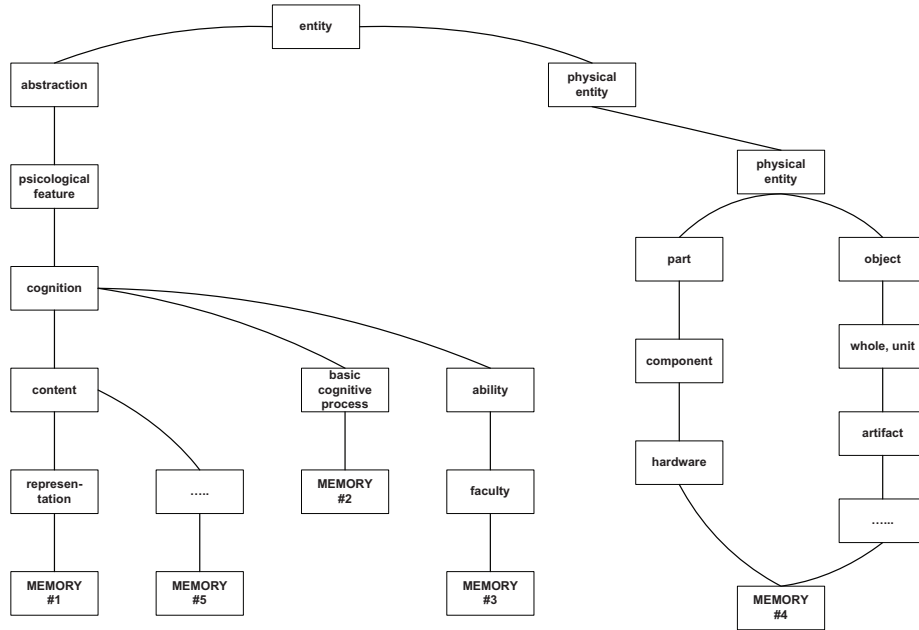 entity
abstraction
physical
entity
physical
entity
psicological
feature
part
object
cognition
whole, unit
component
content
basic
cognitive
process
ability
artifact
hardware
represen-
tation
…..
MEMORY
#2
faculty
…...
MEMORY
#1
MEMORY
#5
MEMORY
#3
MEMORY
#4